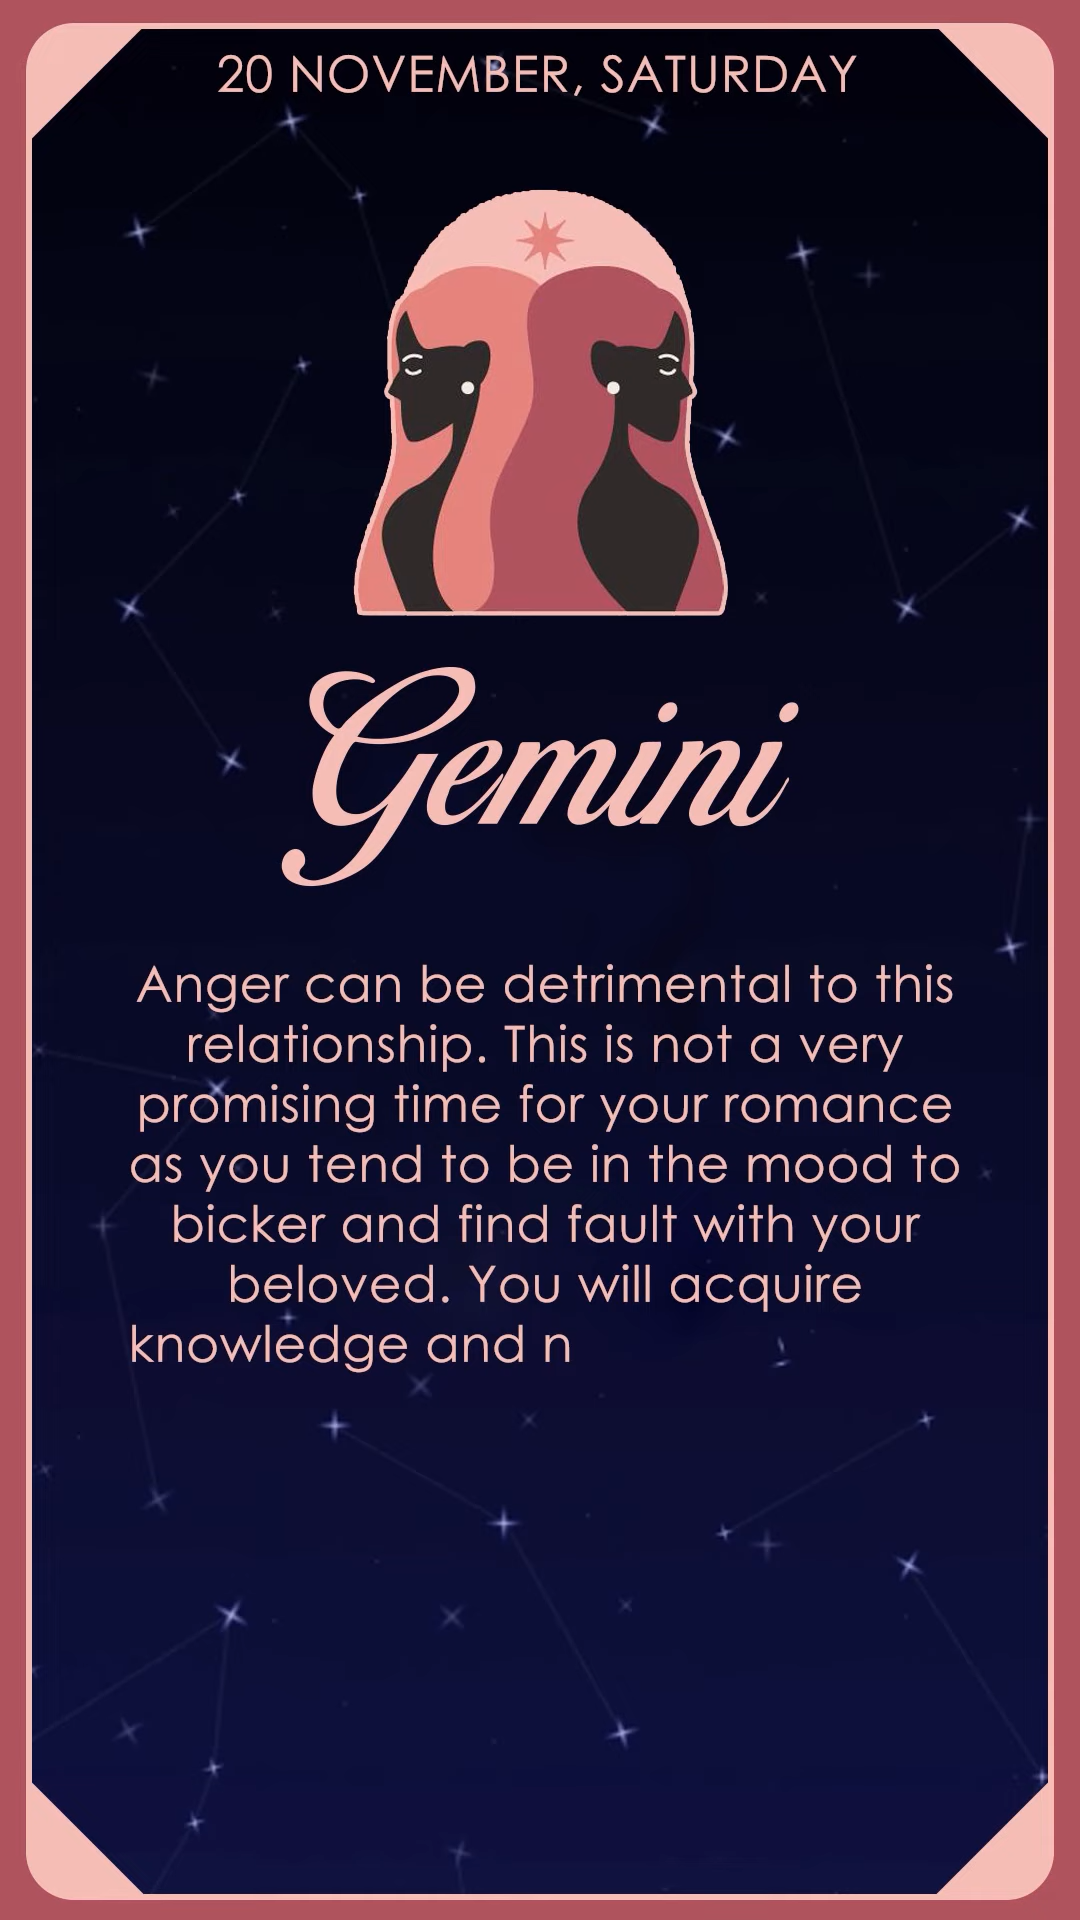 20 NOVEMBER, SATURDAY
Gemini
Anger can be detrimental to this
relationship. This is not a very
promising time for your romance
as you tend to be in the mood to
bicker and find fault with your
beloved. You will acquire
knowledge and n